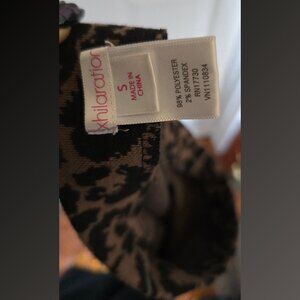 xhilaration
S
MADE IN
CHINA
98% POLYESTER
2% SPANDEX
RN17730
VN1110834